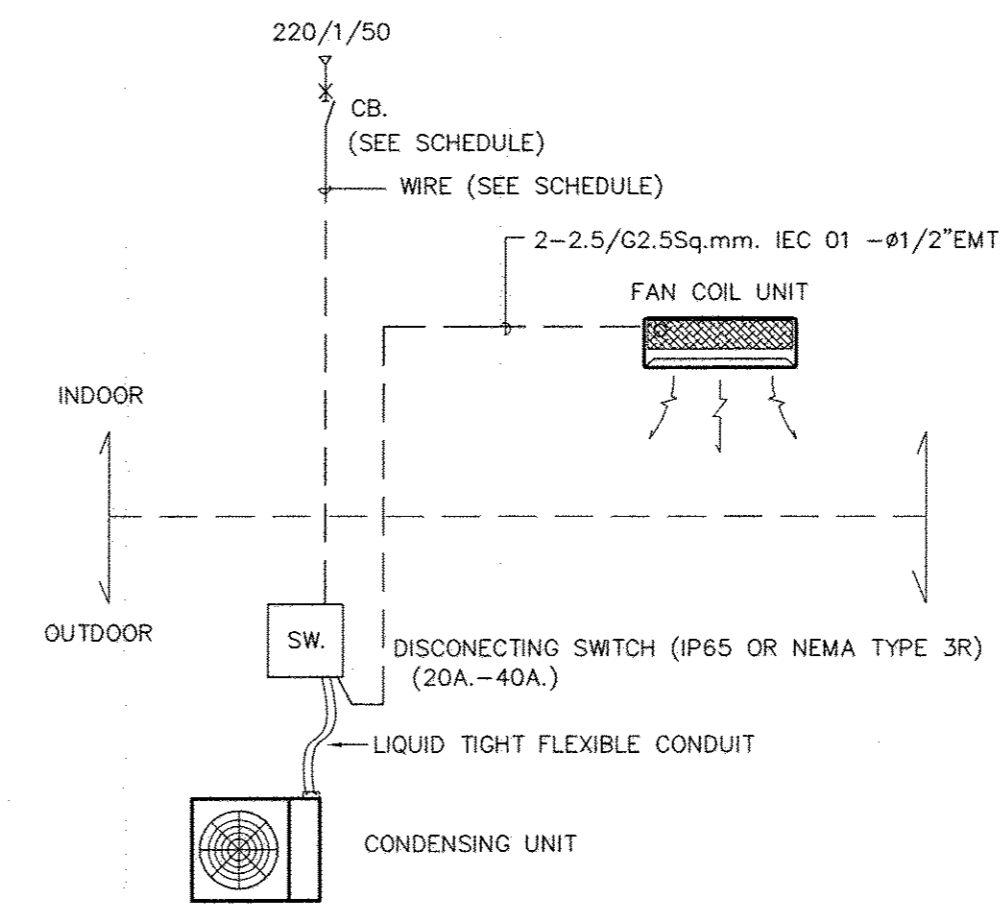 220/1/50
CB.
(SEE SCHEDULE)
WIRE (SEE SCHEDULE)
2-2.5/G2.5Sq.mm. IEC 01 -ø1/2"EMT
FAN COIL UNIT
INDOOR
OUTDOOR
SW.
DISCONECTING SWITCH (IP65 OR NEMA TYPE 3R)
(20A.-40A.)
LIQUID TIGHT FLEXIBLE CONDUIT
CONDENSING UNIT